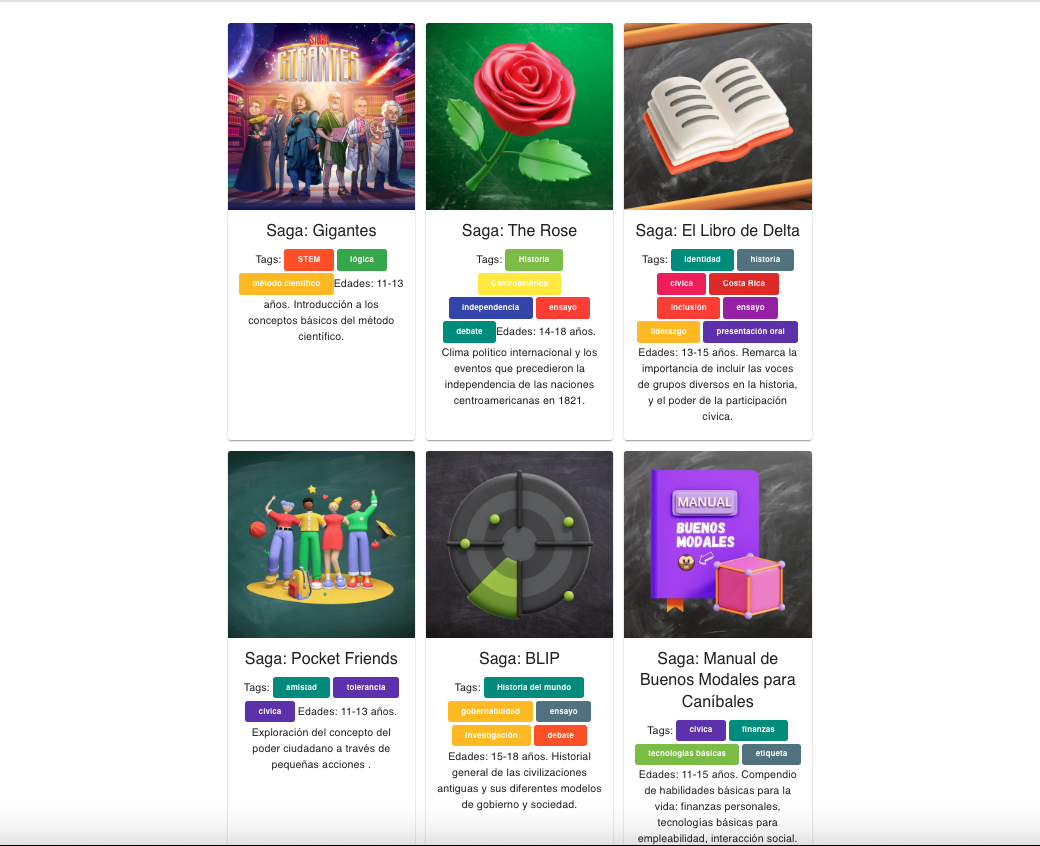 SAGA
GIGANTES
Saga: Gigantes
Tags: STEM lógica
método científico Edades: 11-13
años. Introducción a los
conceptos básicos del método
científico.
Saga: The Rose
Tags: Historia
Centroamérica
independencia ensayo
debate Edades: 14-18 años.
Clima político internacional y los
eventos que precedieron la
independencia de las naciones
centroamericanas en 1821.
Saga: El Libro de Delta
Tags: identidad historia
cívica Costa Rica
inclusión ensayo
liderazgo presentación oral
Edades: 13-15 años. Remarca la
importancia de incluir las voces
de grupos diversos en la historia,
y el poder de la participación
cívica.
Saga: Pocket Friends
Tags: amistad tolerancia
cívica Edades: 11-13 años.
Exploración del concepto del
poder ciudadano a través de
pequeñas acciones .
Saga: BLIP
Tags: Historia del mundo
gobernabilidad ensayo
investigación debate
Edades: 15-18 años. Historial
general de las civilizaciones
antiguas y sus diferentes modelos
de gobierno y sociedad.
MANUAL
BUENOS
MODALES
Saga: Manual de
Buenos Modales para
Caníbales
Tags: cívica finanzas
tecnologías básicas etiqueta
Edades: 11-15 años. Compendio
de habilidades básicas para la
vida: finanzas personales,
tecnologías básicas para
empleabilidad, interacción social.